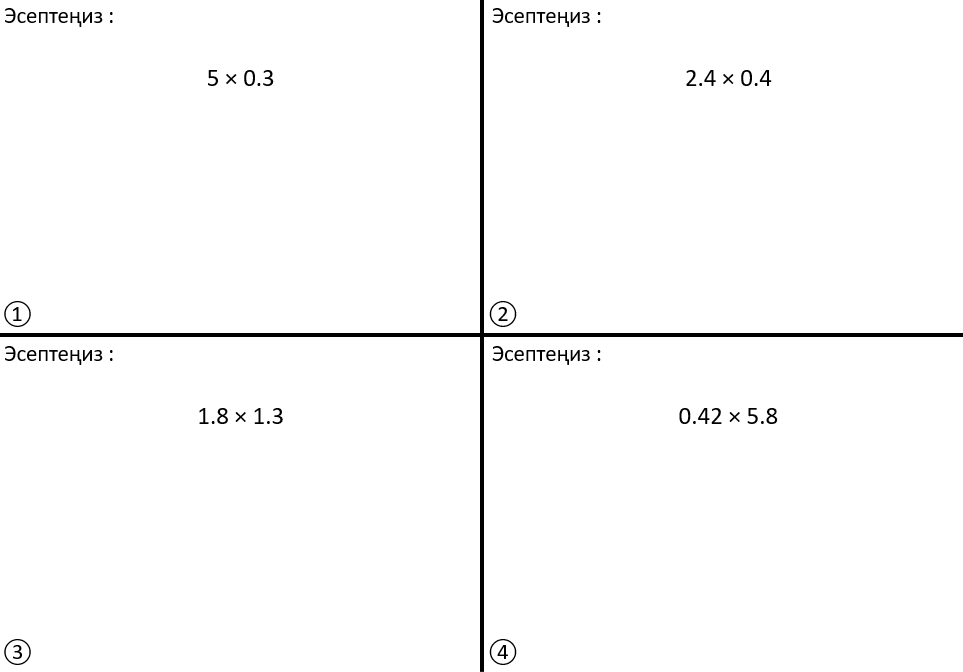 Эсептеңиз :
5 × 0.3
①
Эсептеңиз :
2.4 × 0.4
②
Эсептеңиз :
1.8 × 1.3
③
Эсептеңиз :
0.42 × 5.8
④